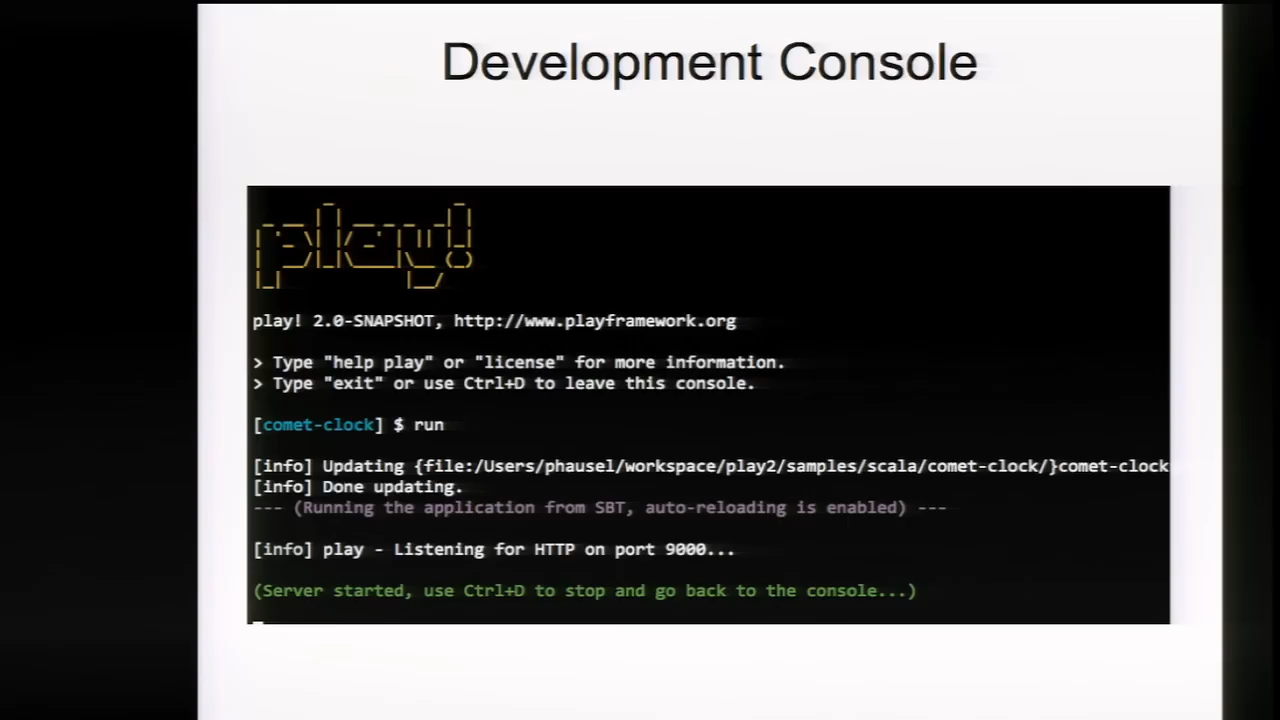 Development Console
play!
play! 2.0-SNAPSHOT, http://www.playframework.org
> Type "help play" or "license" for more information.
> Type "exit" or use Ctrl+D to leave this console.
[comet-clock] $ run
[info] Updating {file:/Users/phausel/workspace/play2/samples/scala/comet-clock/}comet-clock
[info] Done updating.
--- (Running the application from SBT, auto-reloading is enabled) ---
[info] play - Listening for HTTP on port 9000...
(Server started, use Ctrl+D to stop and go back to the console...)